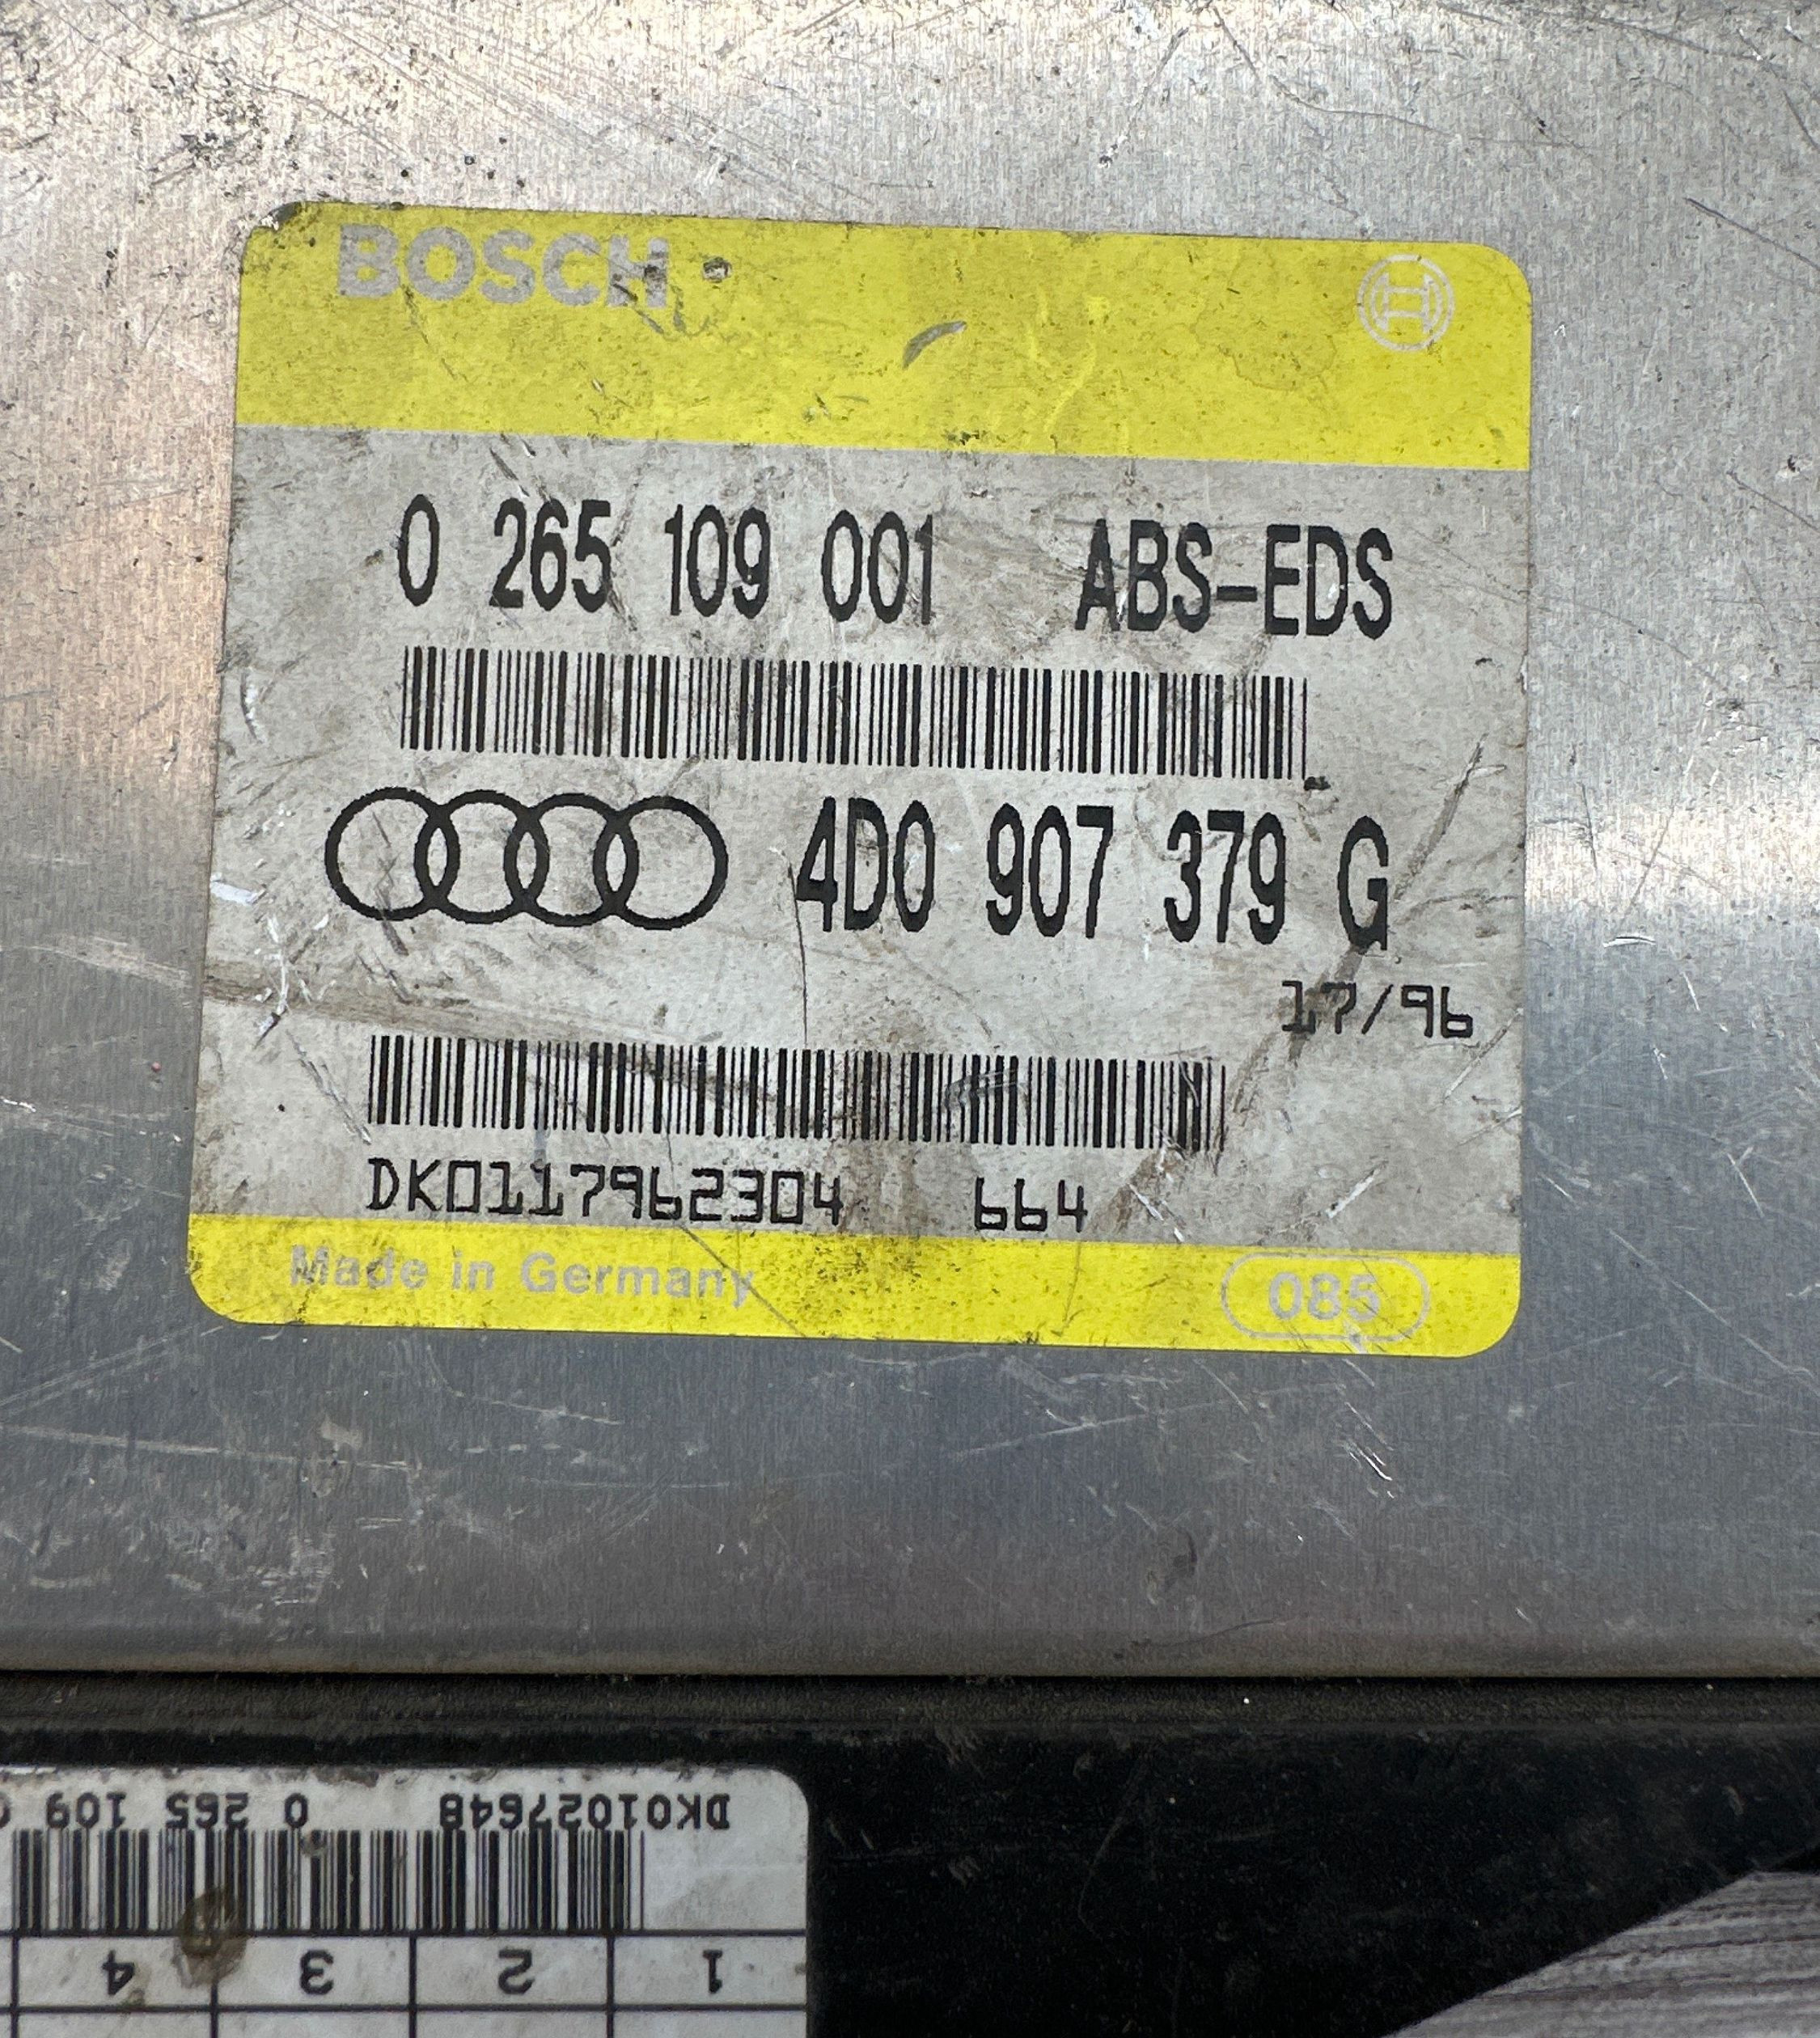 BOSCH
0 265 109 001 ABS-EDS
4D0 907 379 G
17/96
DK0117962304 664
Made in Germany
085
DK01027648 0 265 109
1 2 3 4